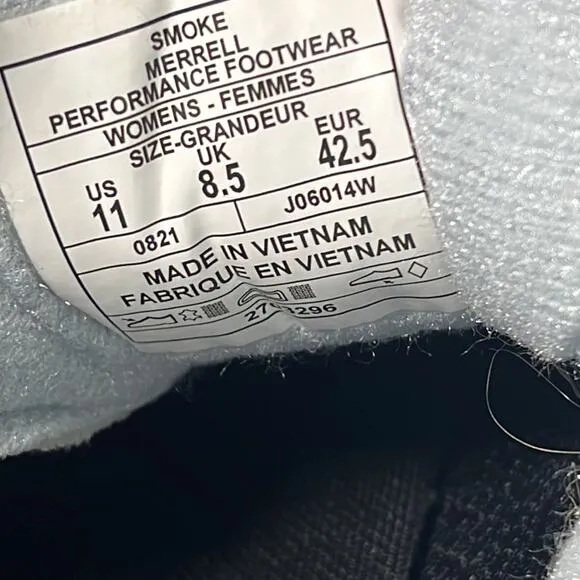 SMOKE
MERRELL
PERFORMANCE FOOTWEAR
WOMENS - FEMMES
SIZE-GRANDEUR
US UK EUR
11 8.5 42.5
0821 J06014W
MADE IN VIETNAM
FABRIQUE EN VIETNAM